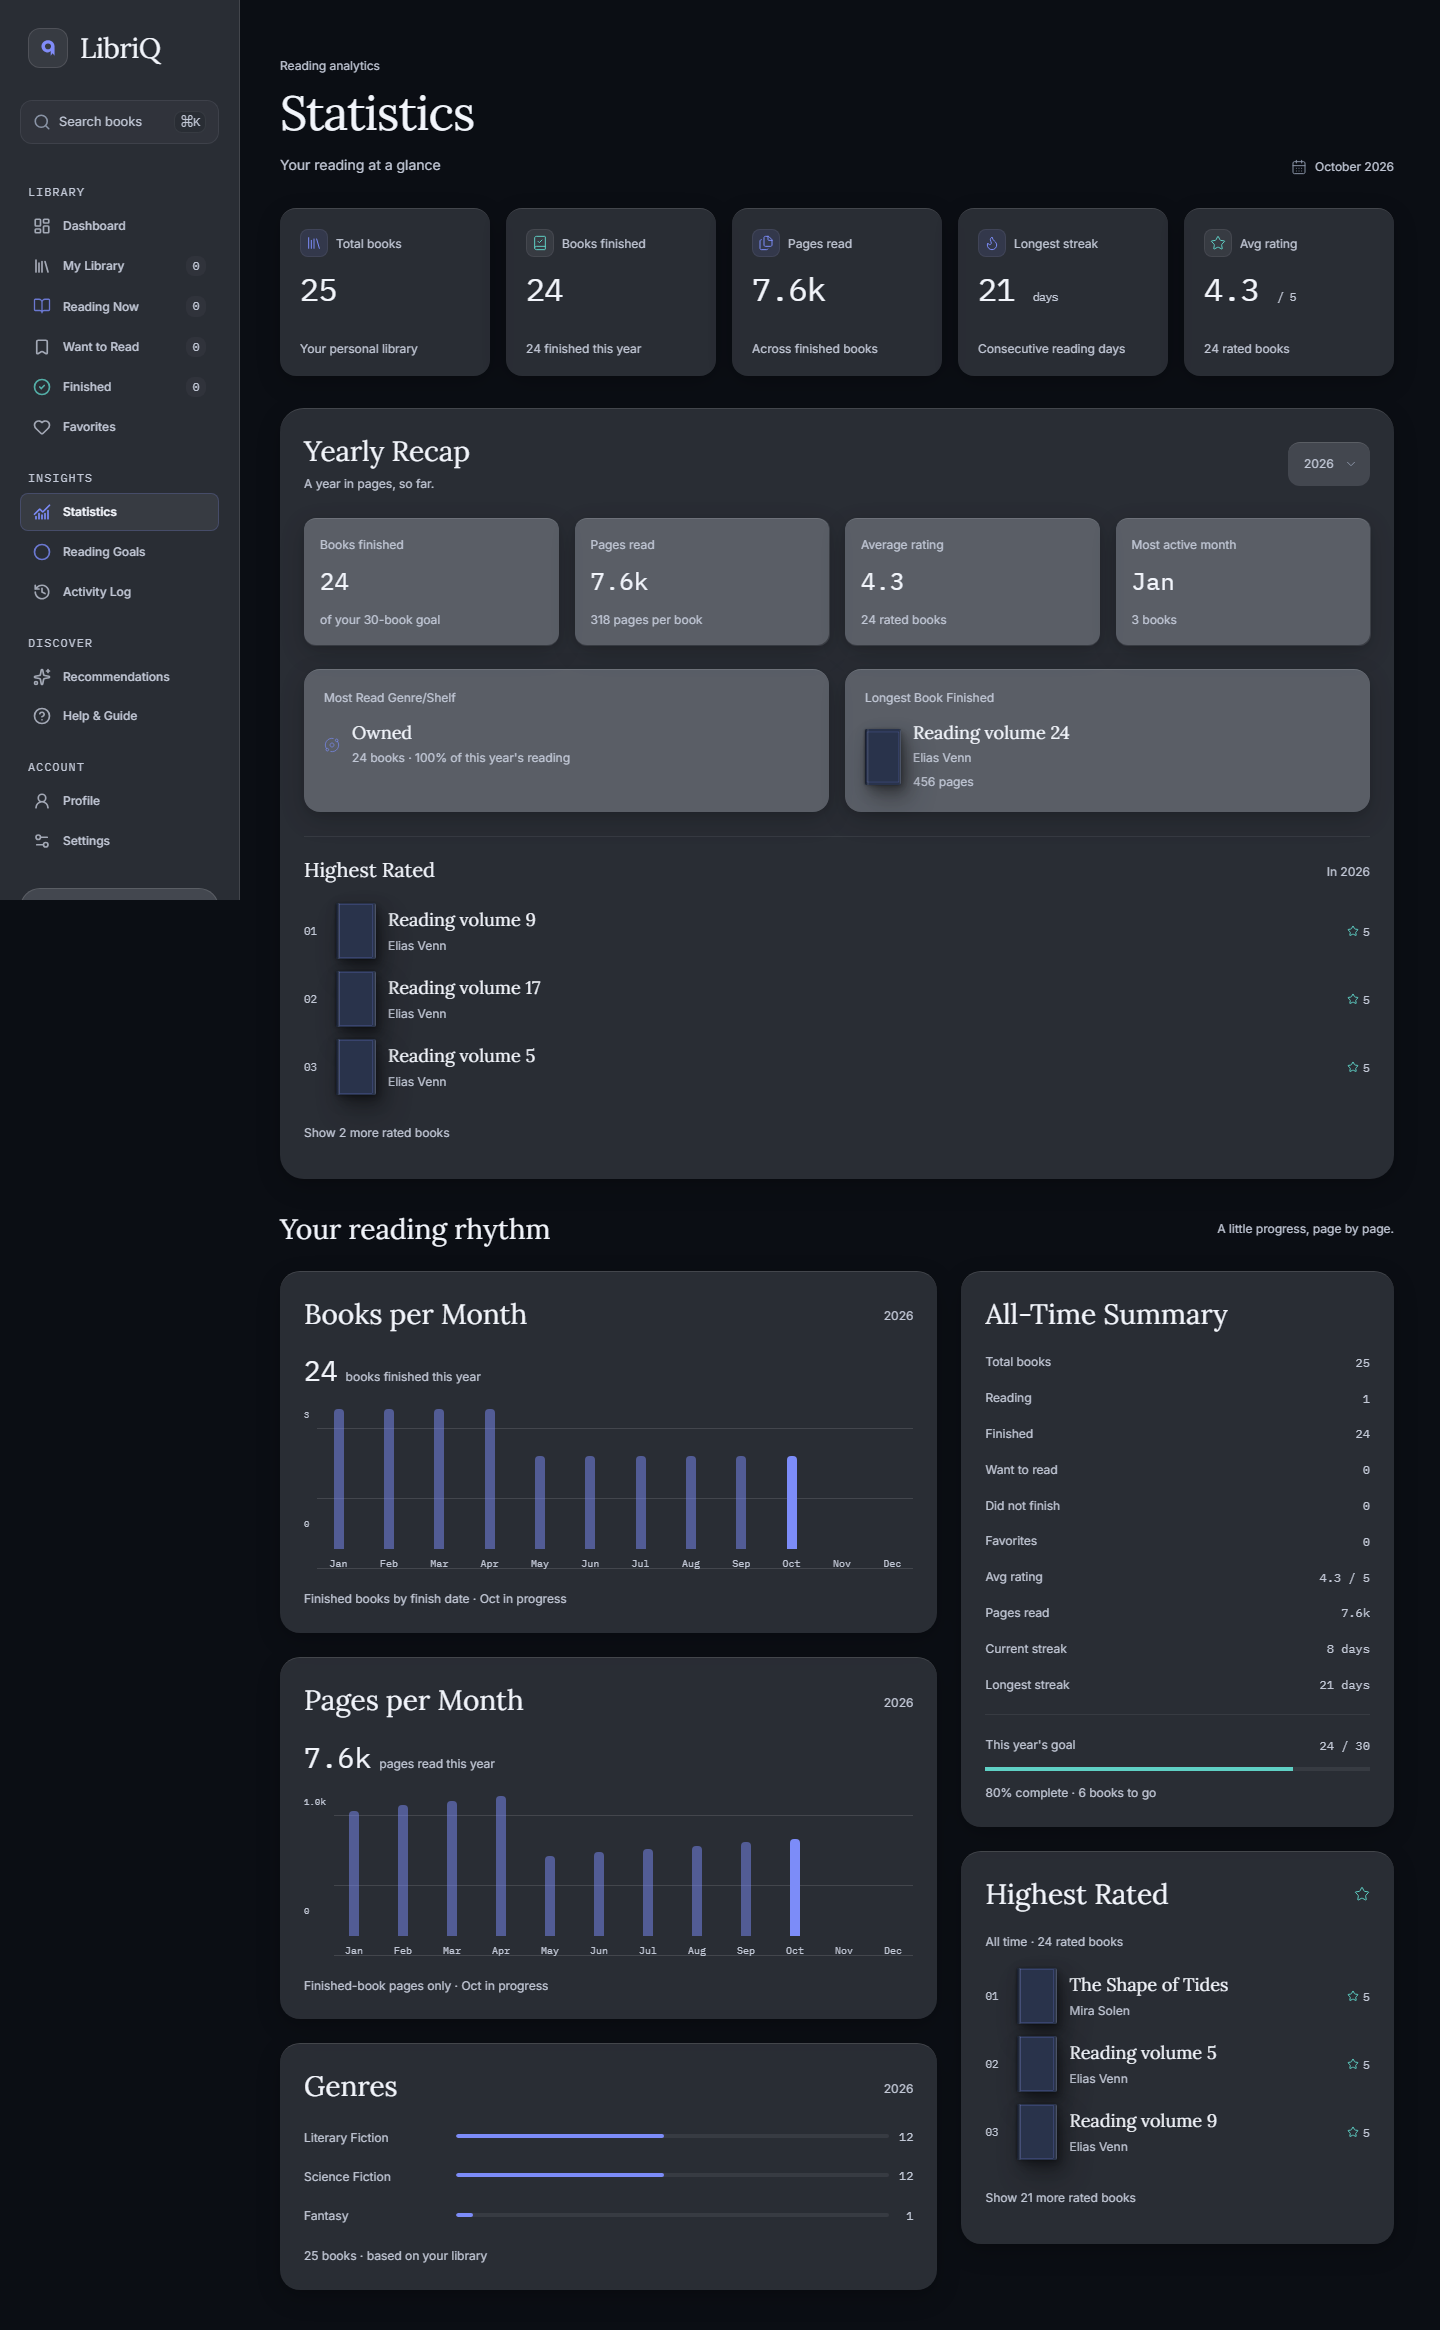 LibriQ
Search books ⌘K
LIBRARY
Dashboard
My Library 0
Reading Now 0
Want to Read 0
Finished 0
Favorites
INSIGHTS
Statistics
Reading Goals
Activity Log
DISCOVER
Recommendations
Help & Guide
ACCOUNT
Profile
Settings
Reading analytics
Statistics
Your reading at a glance
October 2026
Total books
25
Your personal library
Books finished
24
24 finished this year
Pages read
7.6k
Across finished books
Longest streak
21 days
Consecutive reading days
Avg rating
4.3 / 5
24 rated books
Yearly Recap
A year in pages, so far.
2026
Books finished
24
of your 30-book goal
Pages read
7.6k
318 pages per book
Average rating
4.3
24 rated books
Most active month
Jan
3 books
Most Read Genre/Shelf
Owned
24 books · 100% of this year's reading
Longest Book Finished
Reading volume 24
Elias Venn
456 pages
Highest Rated
In 2026
01 Reading volume 9 5
Elias Venn
02 Reading volume 17 5
Elias Venn
03 Reading volume 5 5
Elias Venn
Show 2 more rated books
Your reading rhythm
A little progress, page by page.
Books per Month
2026
24 books finished this year
3
0
Jan Feb Mar Apr May Jun Jul Aug Sep Oct Nov Dec
Finished books by finish date · Oct in progress
Pages per Month
2026
7.6k pages read this year
1.0k
0
Jan Feb Mar Apr May Jun Jul Aug Sep Oct Nov Dec
Finished-book pages only · Oct in progress
Genres
2026
Literary Fiction 12
Science Fiction 12
Fantasy 1
25 books · based on your library
All-Time Summary
Total books 25
Reading 1
Finished 24
Want to read 0
Did not finish 0
Favorites 0
Avg rating 4.3 / 5
Pages read 7.6k
Current streak 8 days
Longest streak 21 days
This year's goal 24 / 30
80% complete · 6 books to go
Highest Rated
All time · 24 rated books
01 The Shape of Tides 5
Mira Solen
02 Reading volume 5 5
Elias Venn
03 Reading volume 9 5
Elias Venn
Show 21 more rated books